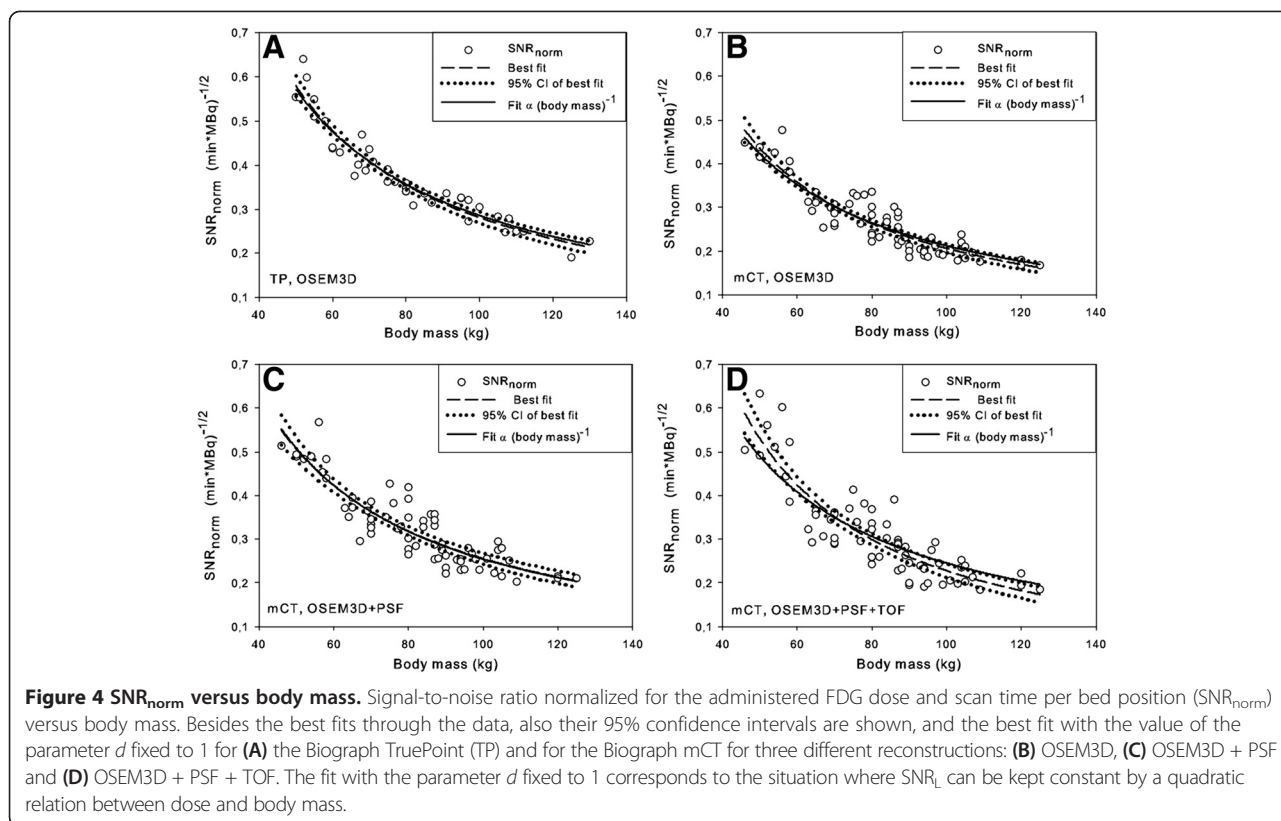 A
SNRnorm
Best fit
95% CI of best fit
Fit α (body mass)-1
SNRnorm (min*MBq)-1/2
0,7
0,6
0,5
0,4
0,3
0,2
0,1
TP, OSEM3D
40 60 80 100 120 140
Body mass (kg)
B
SNRnorm
Best fit
95% CI of best fit
Fit α (body mass)-1
SNRnorm (min*MBq)-1/2
0,7
0,6
0,5
0,4
0,3
0,2
0,1
mCT, OSEM3D
40 60 80 100 120 140
Body mass (kg)
C
SNRnorm
Best fit
95% CI of best fit
Fit α (body mass)-1
SNRnorm (min*MBq)-1/2
0,7
0,6
0,5
0,4
0,3
0,2
0,1
mCT, OSEM3D+PSF
40 60 80 100 120 140
Body mass (kg)
D
SNRnorm
Best fit
95% CI of best fit
Fit α (body mass)-1
SNRnorm (min*MBq)-1/2
0,7
0,6
0,5
0,4
0,3
0,2
0,1
mCT, OSEM3D+PSF+TOF
40 60 80 100 120 140
Body mass (kg)
Figure 4 SNRnorm versus body mass. Signal-to-noise ratio normalized for the administered FDG dose and scan time per bed position (SNRnorm)
versus body mass. Besides the best fits through the data, also their 95% confidence intervals are shown, and the best fit with the value of the
parameter d fixed to 1 for (A) the Biograph TruePoint (TP) and for the Biograph mCT for three different reconstructions: (B) OSEM3D, (C) OSEM3D + PSF
and (D) OSEM3D + PSF + TOF. The fit with the parameter d fixed to 1 corresponds to the situation where SNRL can be kept constant by a quadratic
relation between dose and body mass.